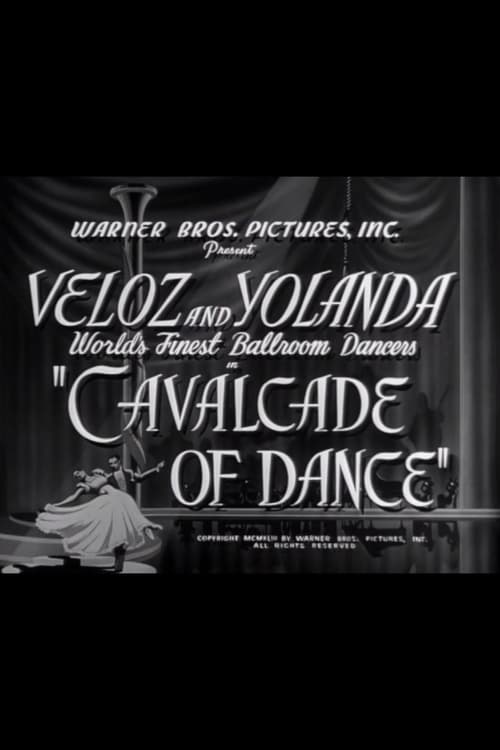 WARNER BROS. PICTURES, INC.
Present
VELOZ AND YOLANDA
World's Finest Ballroom Dancers
in
"CAVALCADE
OF DANCE"
COPYRIGHT MCMXLIII BY WARNER BROS. PICTURES, INC.
ALL RIGHTS RESERVED